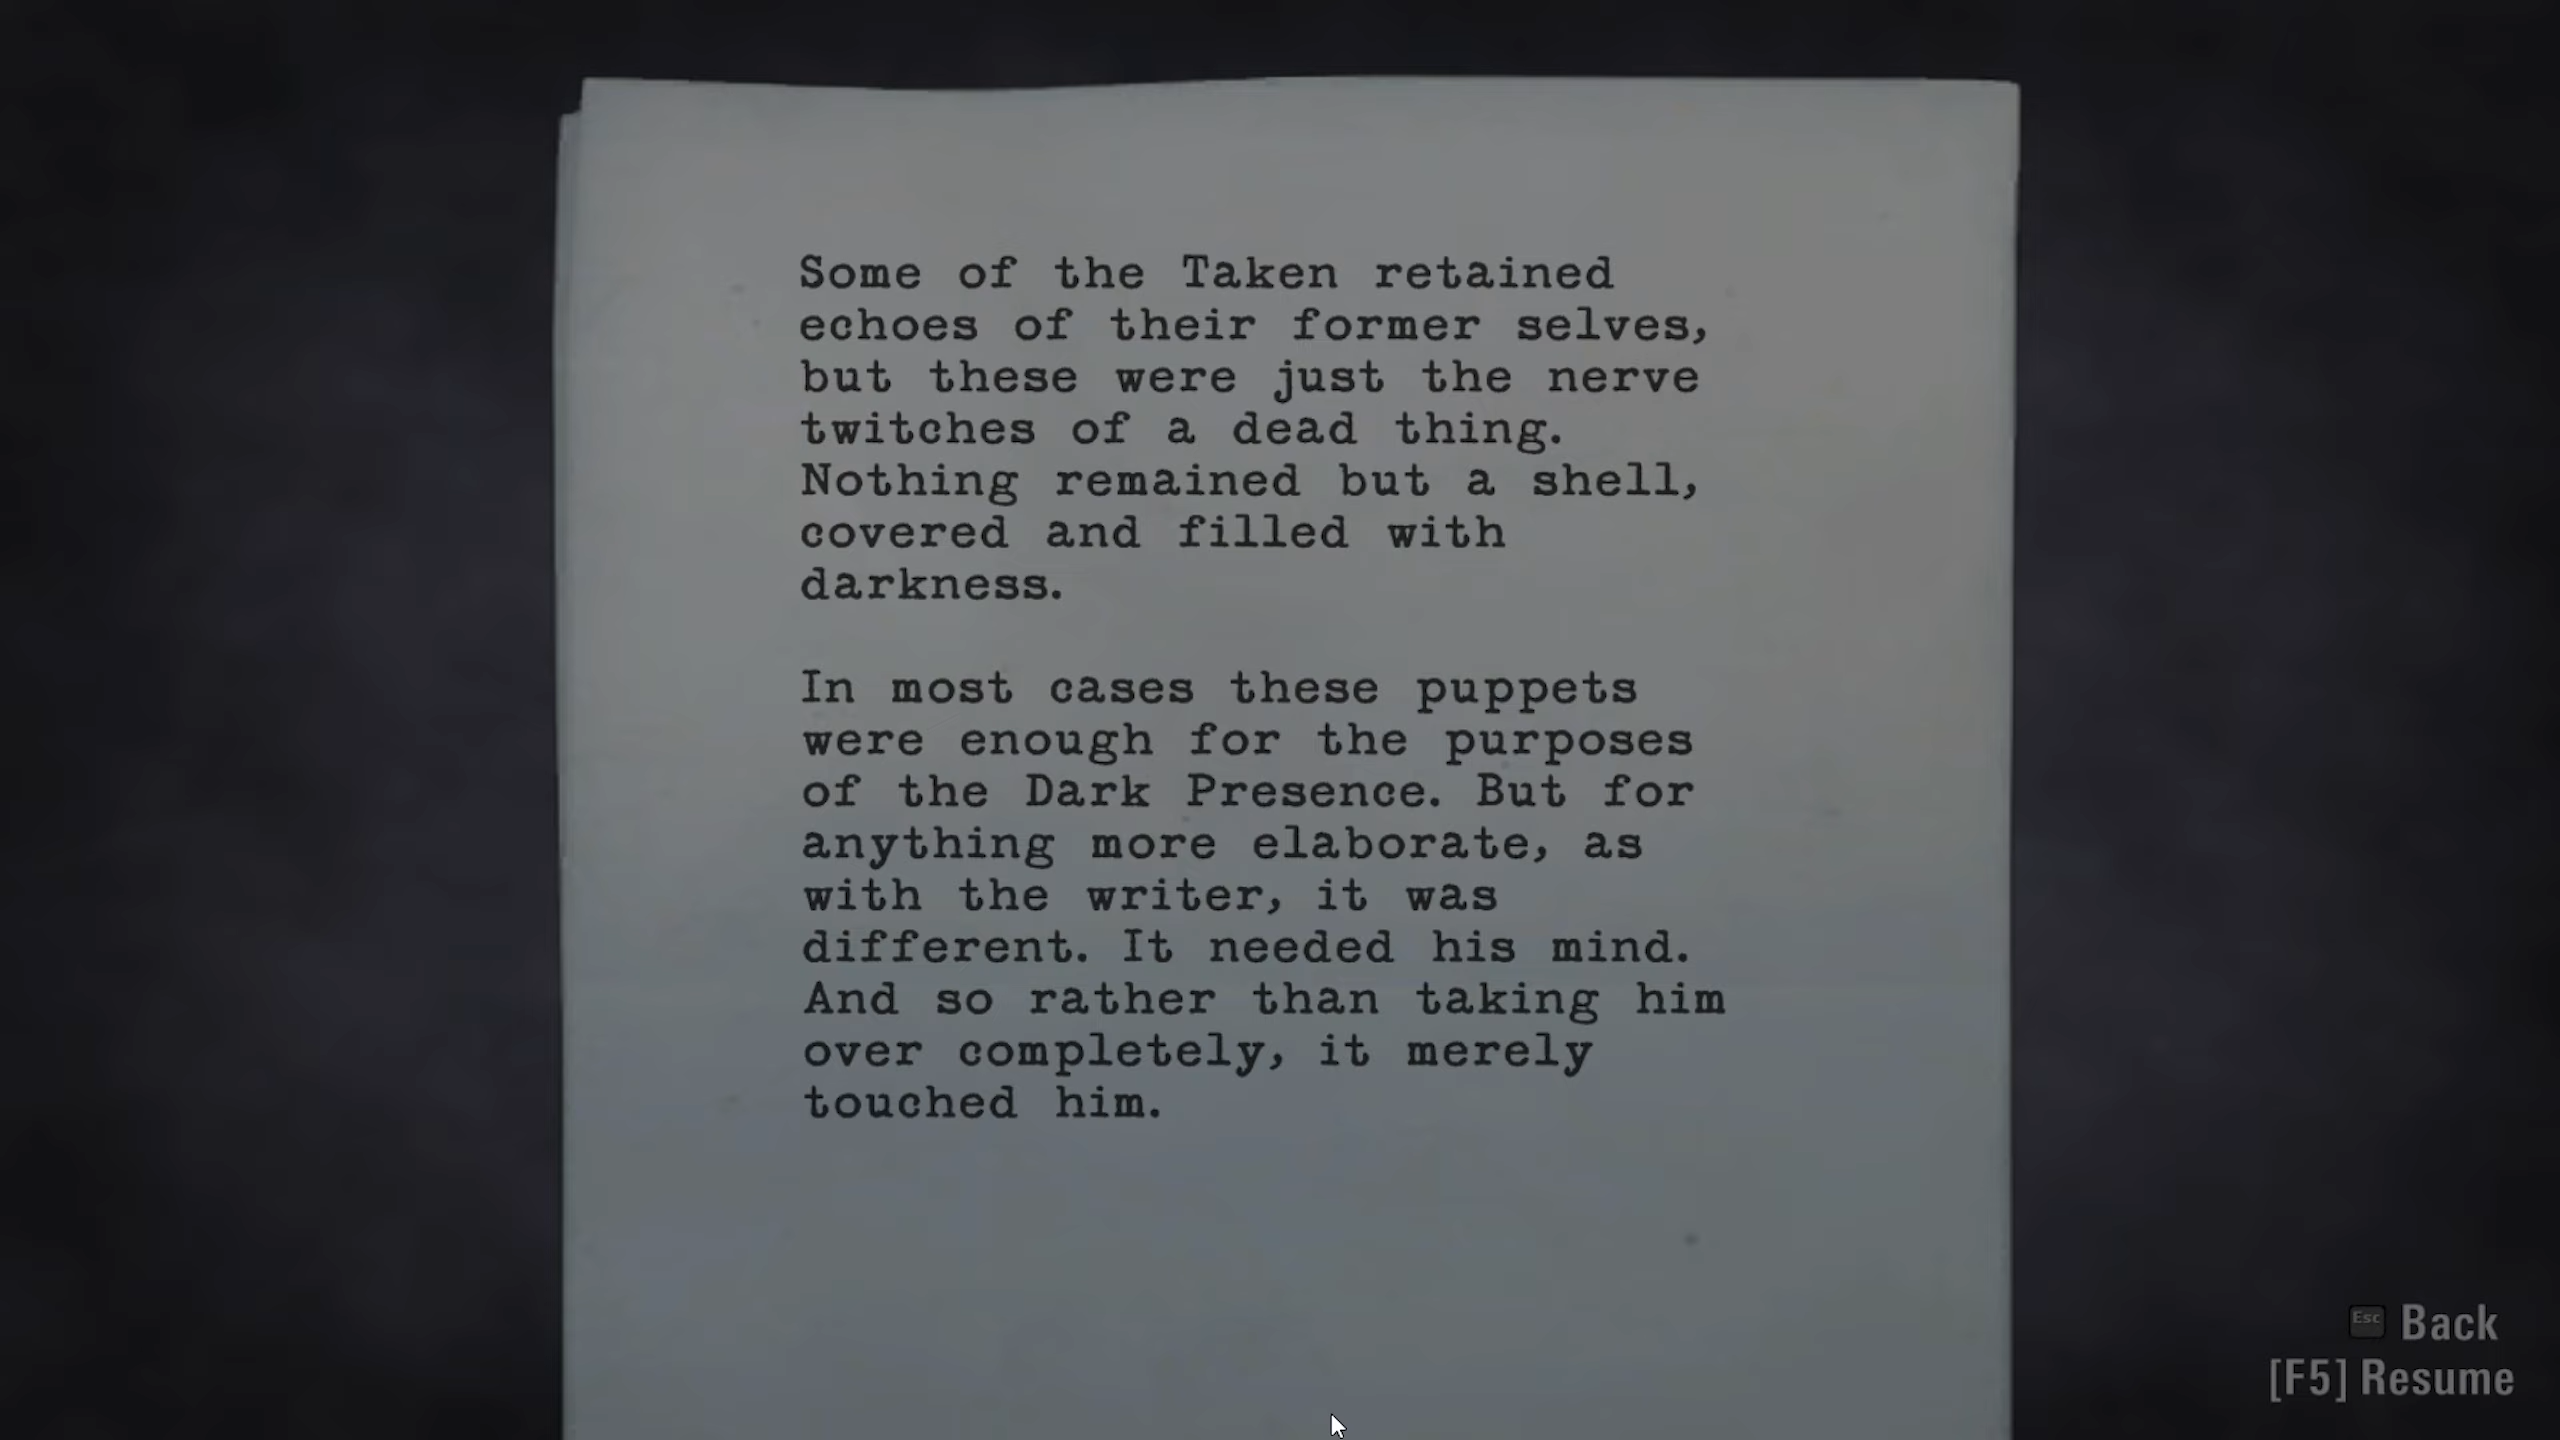 Some of the Taken retained
echoes of their former selves,
but these were just the nerve
twitches of a dead thing.
Nothing remained but a shell,
covered and filled with
darkness.
In most cases these puppets
were enough for the purposes
of the Dark Presence. But for
anything more elaborate, as
with the writer, it was
different. It needed his mind.
And so rather than taking him
over completely, it merely
touched him.
Esc Back
[F5] Resume